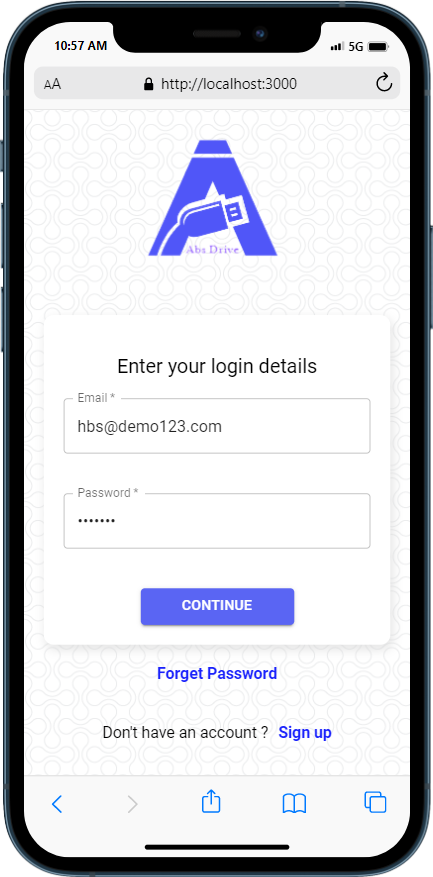 10:57 AM
5G
AA
http://localhost:3000
Abs Drive
Enter your login details
Email *
hbs@demo123.com
Password *
•••••••
CONTINUE
Forget Password
Don't have an account ? Sign up